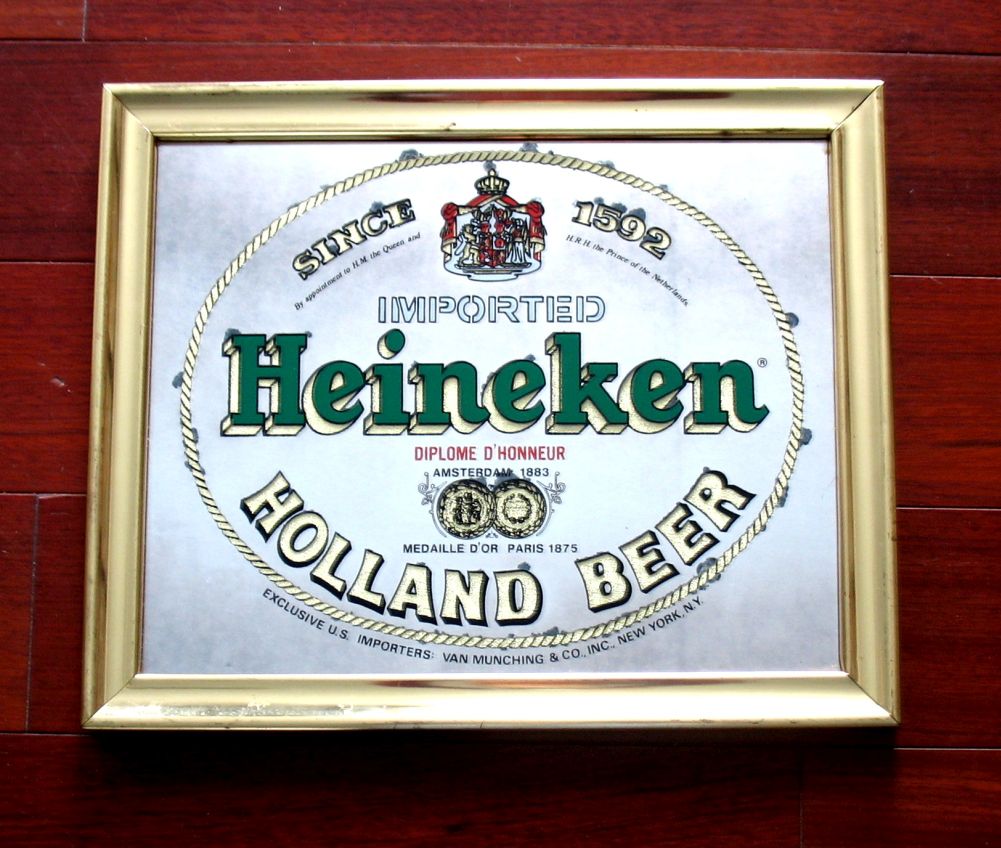 SINCE 1592
By appointment to H.M. the Queen and H.R.H. the Prince of the Netherlands
IMPORTED
Heineken®
DIPLOME D'HONNEUR
AMSTERDAM 1883
MEDAILLE D'OR PARIS 1875
HOLLAND BEER
EXCLUSIVE U.S. IMPORTERS: VAN MUNCHING & CO., INC., NEW YORK, N.Y.